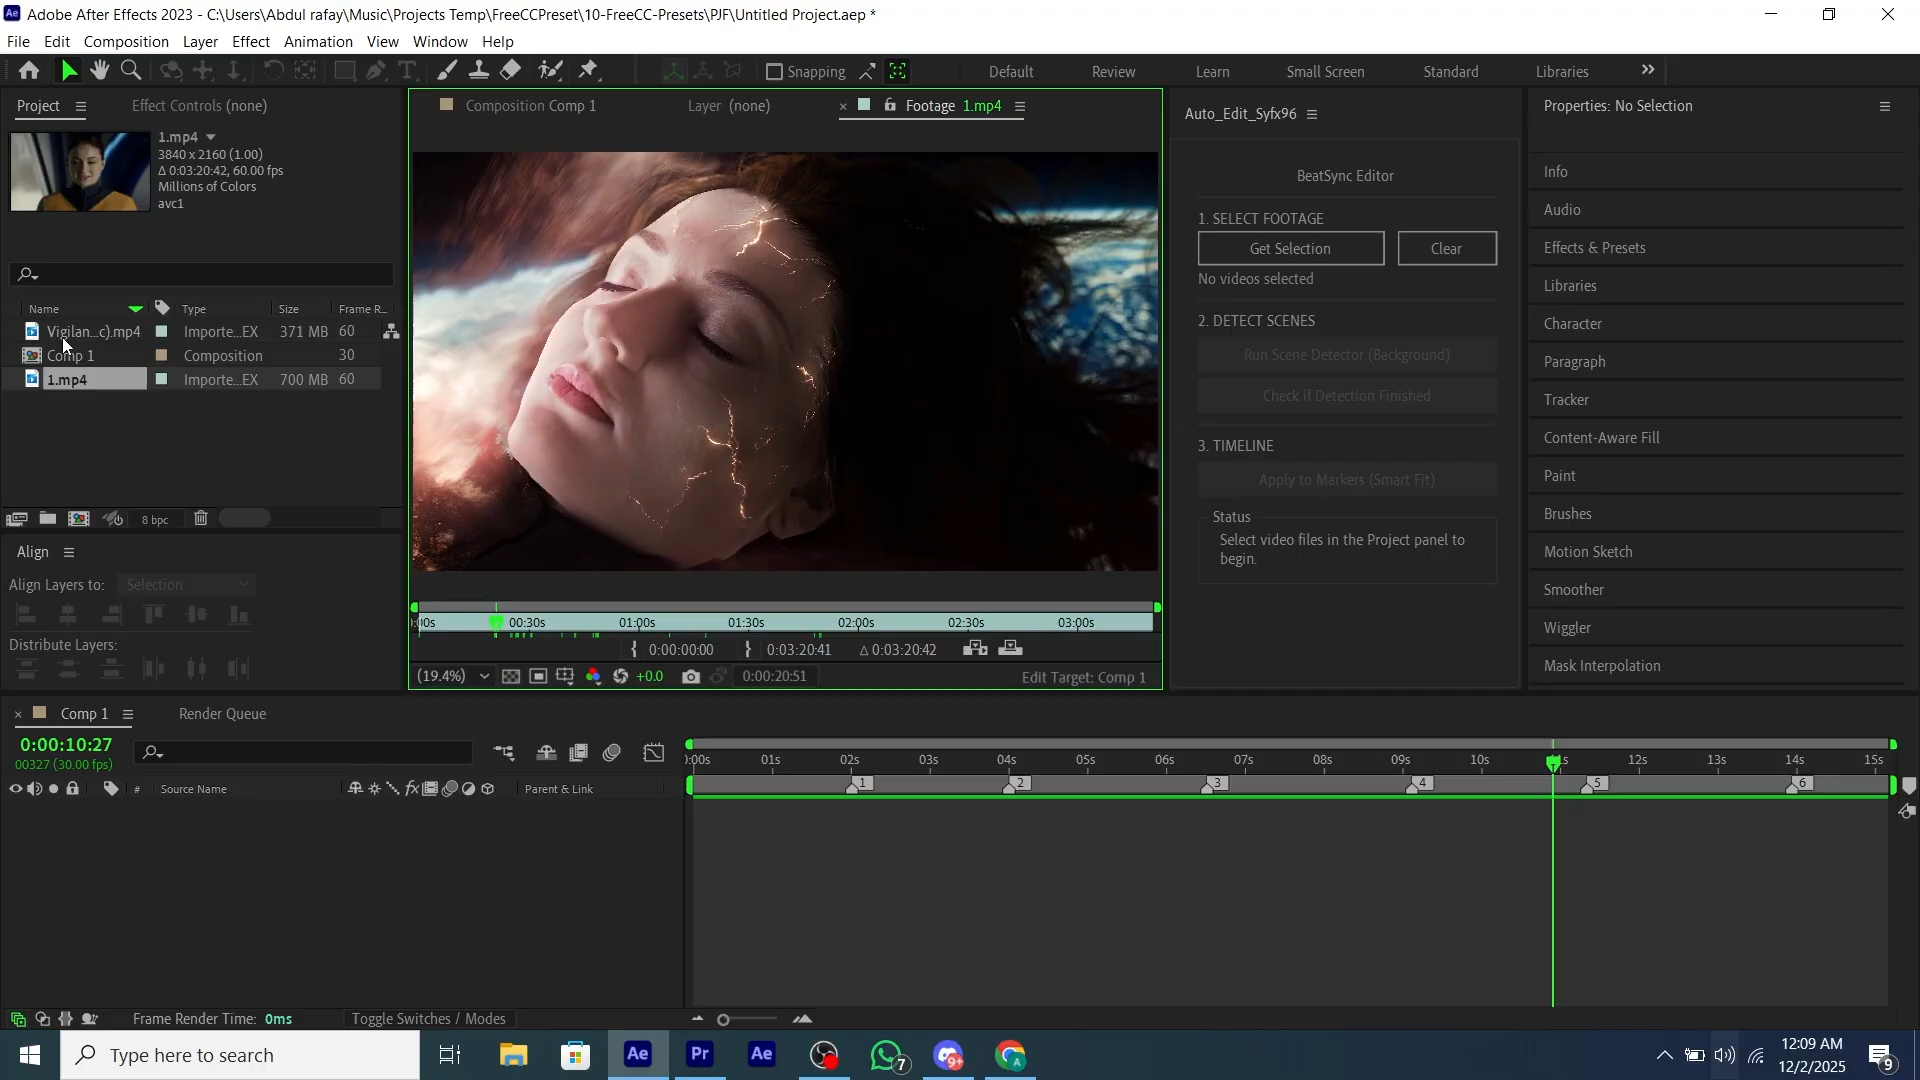 Adobe After Effects 2023 - C:\Users\Abdul rafay\Music\Projects Temp\FreeCCPreset\10-FreeCC-Presets\PJF\Untitled Project.aep *
File Edit Composition Layer Effect Animation View Window Help
Snapping
Default Review Learn Small Screen Standard Libraries
Project Effect Controls (none)
Composition Comp 1 Layer (none) Footage 1.mp4
Auto_Edit_Syfx96
Properties: No Selection
1.mp4
3840 x 2160 (1.00)
Δ 0:03:20:42, 60.00 fps
Millions of Colors
avc1
Name Type Size Frame R...
Vigilan...c).mp4 Importe...EX 371 MB 60
Comp 1 Composition 30
1.mp4 Importe...EX 700 MB 60
8 bpc
Align
Align Layers to: Selection
Distribute Layers:
):00s 00:30s 01:00s 01:30s 02:00s 02:30s 03:00s
0:00:00:00 0:03:20:41 Δ 0:03:20:42
(19.4%) +0.0 0:00:20:51 Edit Target: Comp 1
BeatSync Editor
1. SELECT FOOTAGE
Get Selection Clear
No videos selected
2. DETECT SCENES
Run Scene Detector (Background)
Check if Detection Finished
3. TIMELINE
Apply to Markers (Smart Fit)
Status
Select video files in the Project panel to
begin.
Info
Audio
Effects & Presets
Libraries
Character
Paragraph
Tracker
Content-Aware Fill
Paint
Brushes
Motion Sketch
Smoother
Wiggler
Mask Interpolation
Comp 1 Render Queue
0:00:10:27
00327 (30.00 fps)
# Source Name Parent & Link
):00s 01s 02s 03s 04s 05s 06s 07s 08s 09s 10s 1s 12s 13s 14s 15s
1 2 3 4 5 6
Frame Render Time: 0ms Toggle Switches / Modes
Type here to search
Ae Pr Ae 7 9+
12:09 AM
12/2/2025
9